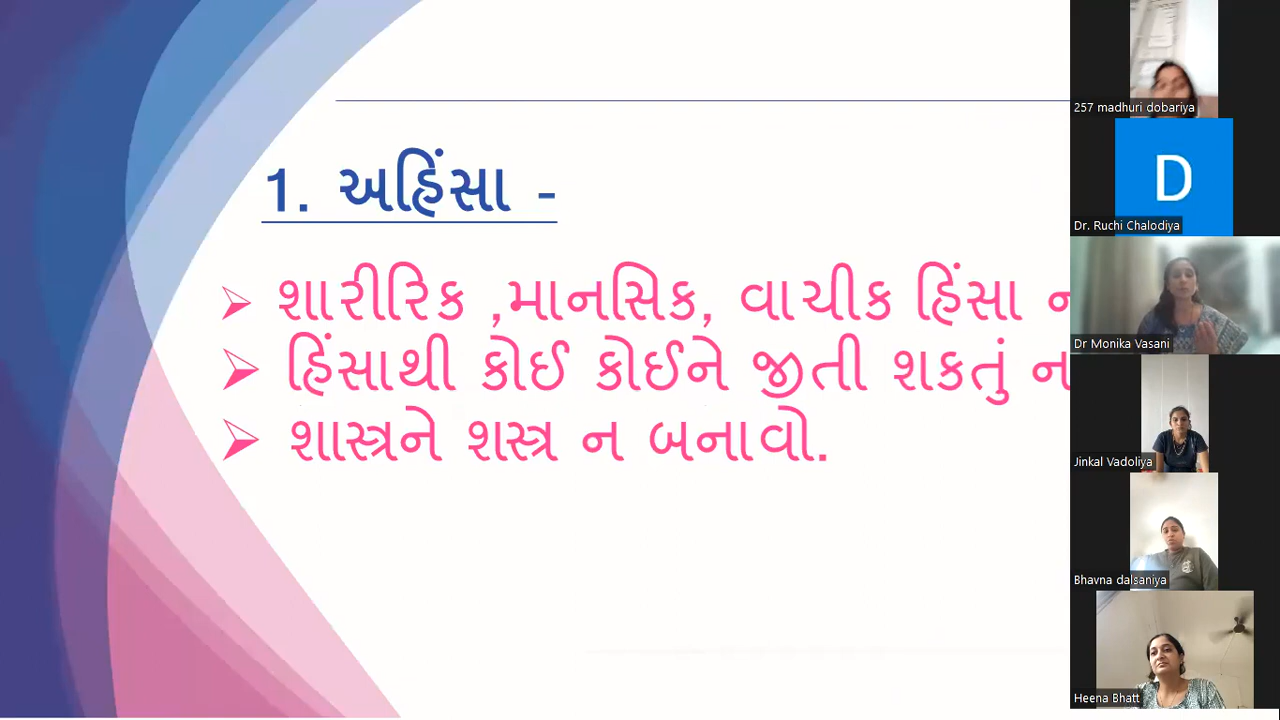 1. અહિંસા -
➢ શારીરિક ,માનસિક, વાચીક હિંસા
➢ હિંસાથી કોઈ કોઈને જીતી શકતું
➢ શાસ્ત્રને શસ્ત્ર ન બનાવો.
257 madhuri dobariya
D
Dr. Ruchi Chalodiya
Dr Monika Vasani
Jinkal Vadoliya
Bhavna dalsaniya
Heena Bhatt